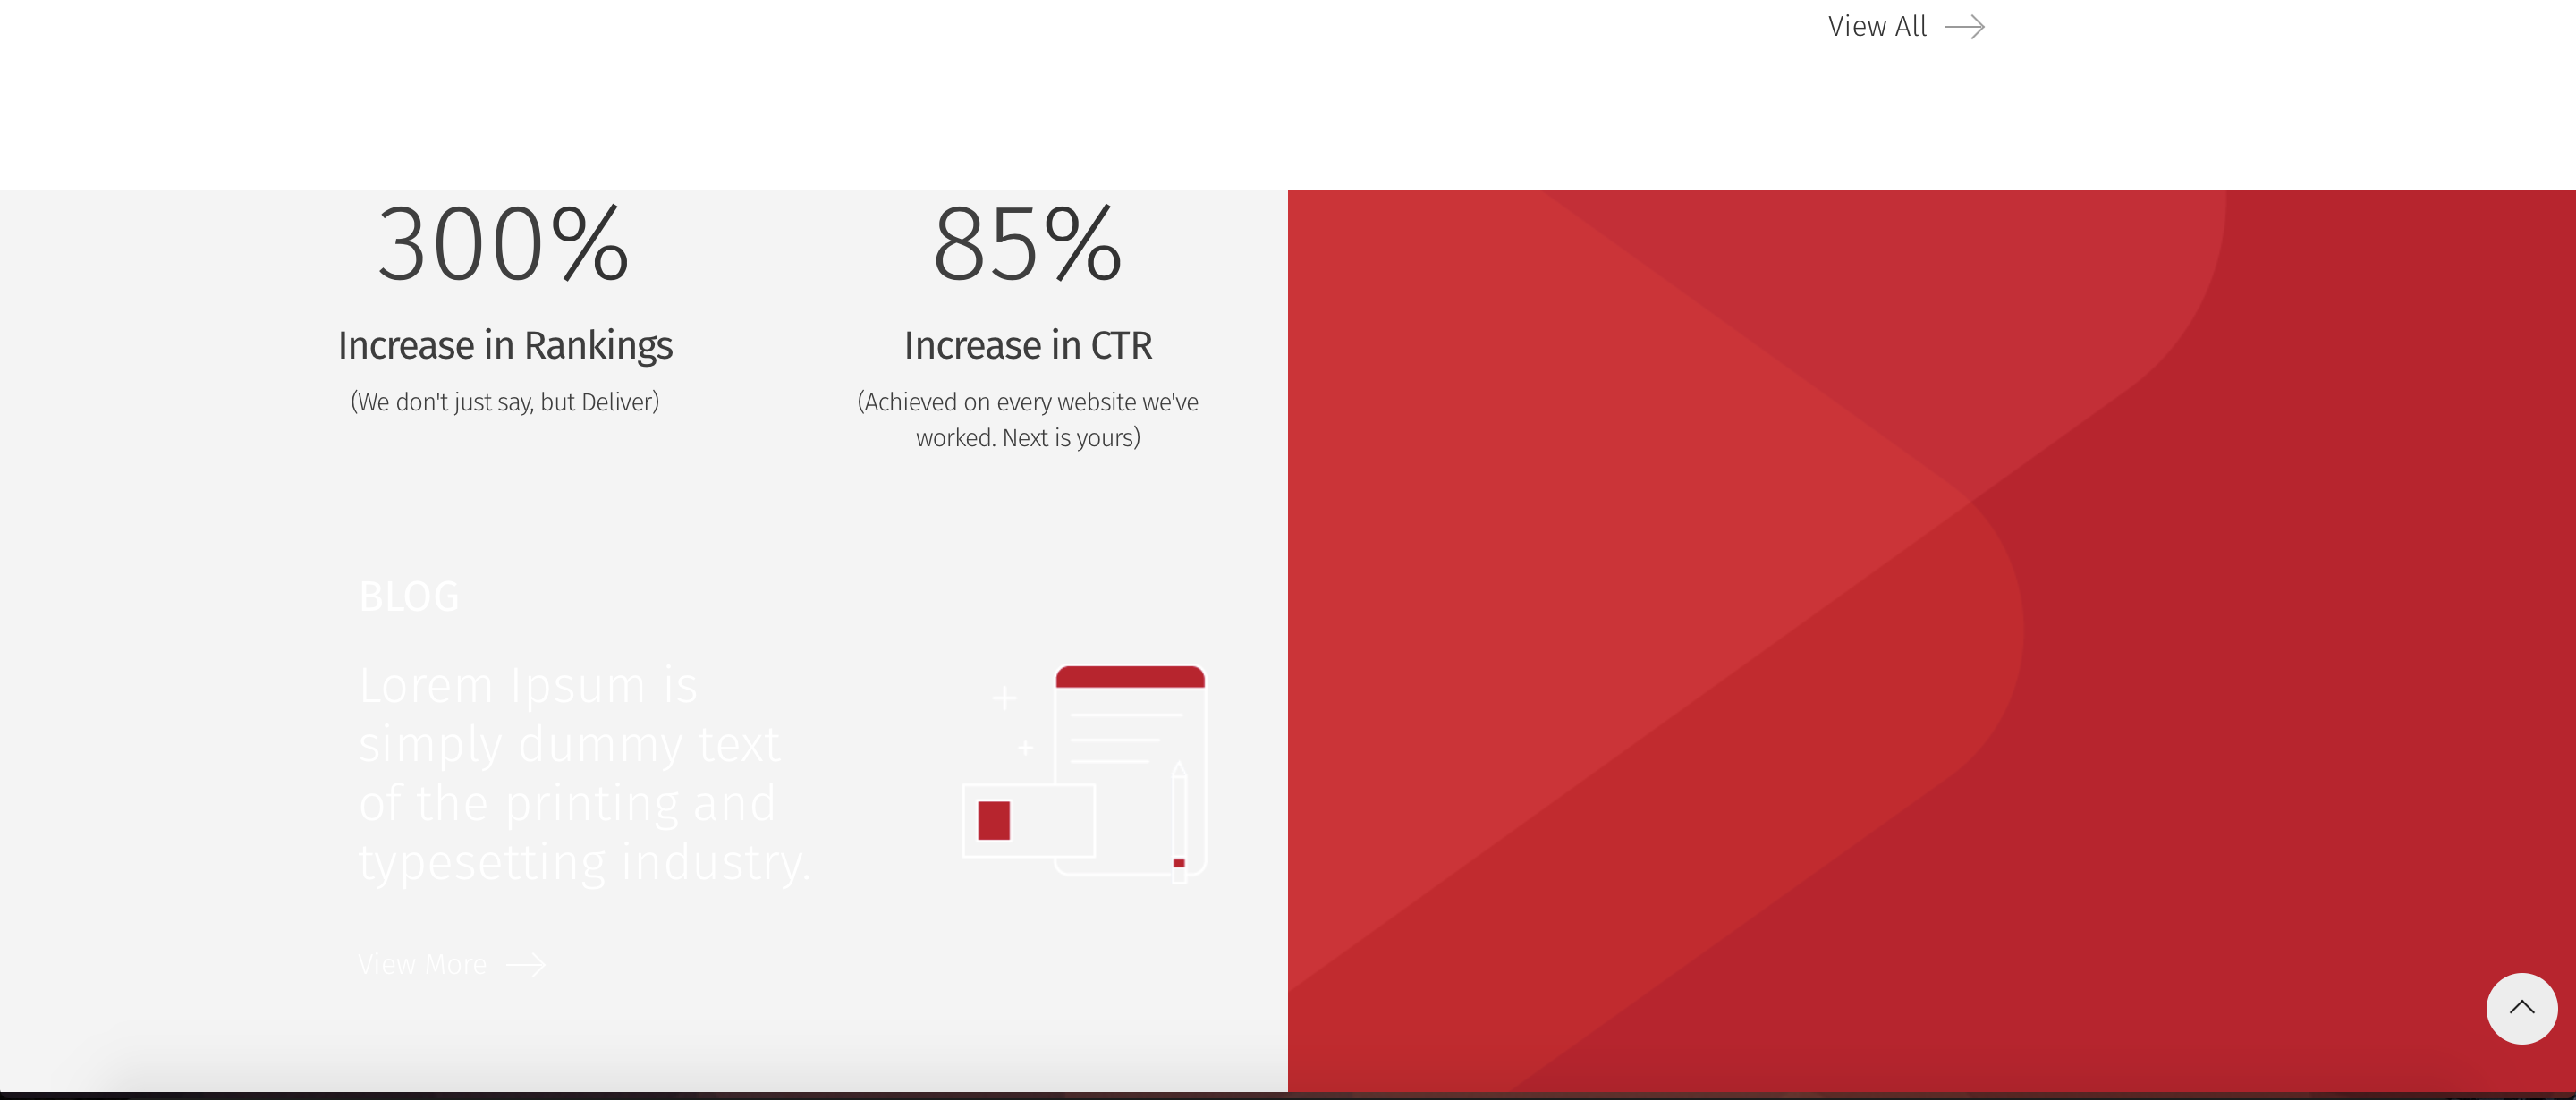 View All
300%
Increase in Rankings
(We don't just say, but Deliver)
85%
Increase in CTR
(Achieved on every website we've
worked. Next is yours)
BLOG
Lorem Ipsum is
simply dummy text
of the printing and
typesetting industry.
View More